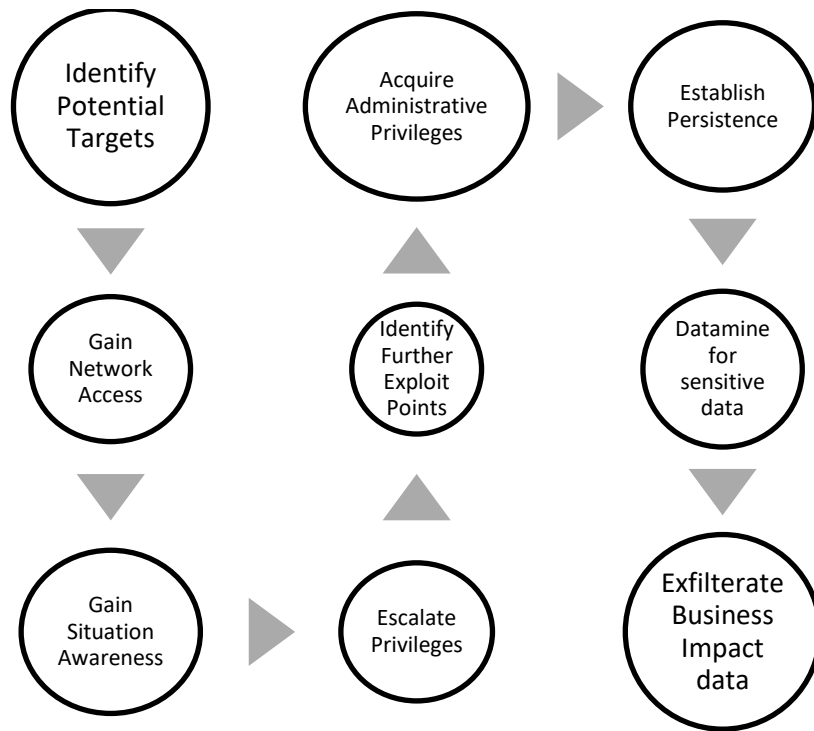 Identify
Potential
Targets
Gain
Network
Access
Gain
Situation
Awareness
Escalate
Privileges
Identify
Further
Exploit
Points
Acquire
Administrative
Privileges
Establish
Persistence
Datamine
for
sensitive
data
Exfilterate
Business
Impact
data